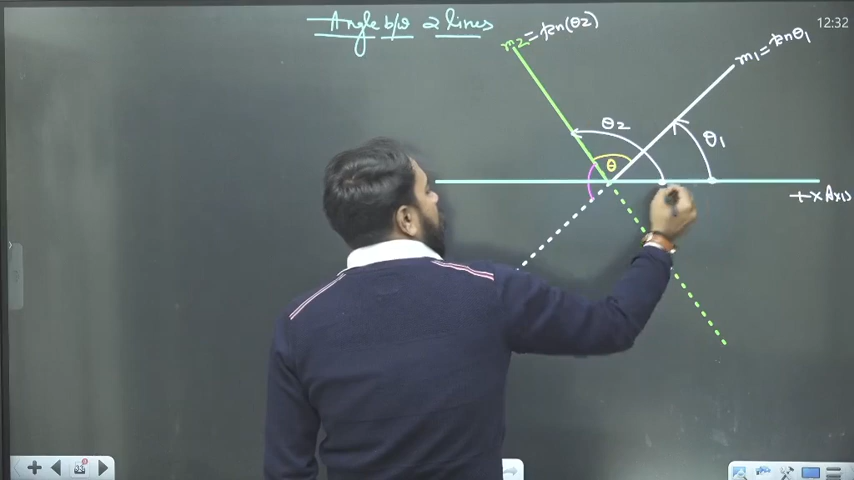 Angle b/w 2 lines
12:32
m2 = tan(θ2)
m1 = tanθ1
θ2
θ1
θ
+x Axis